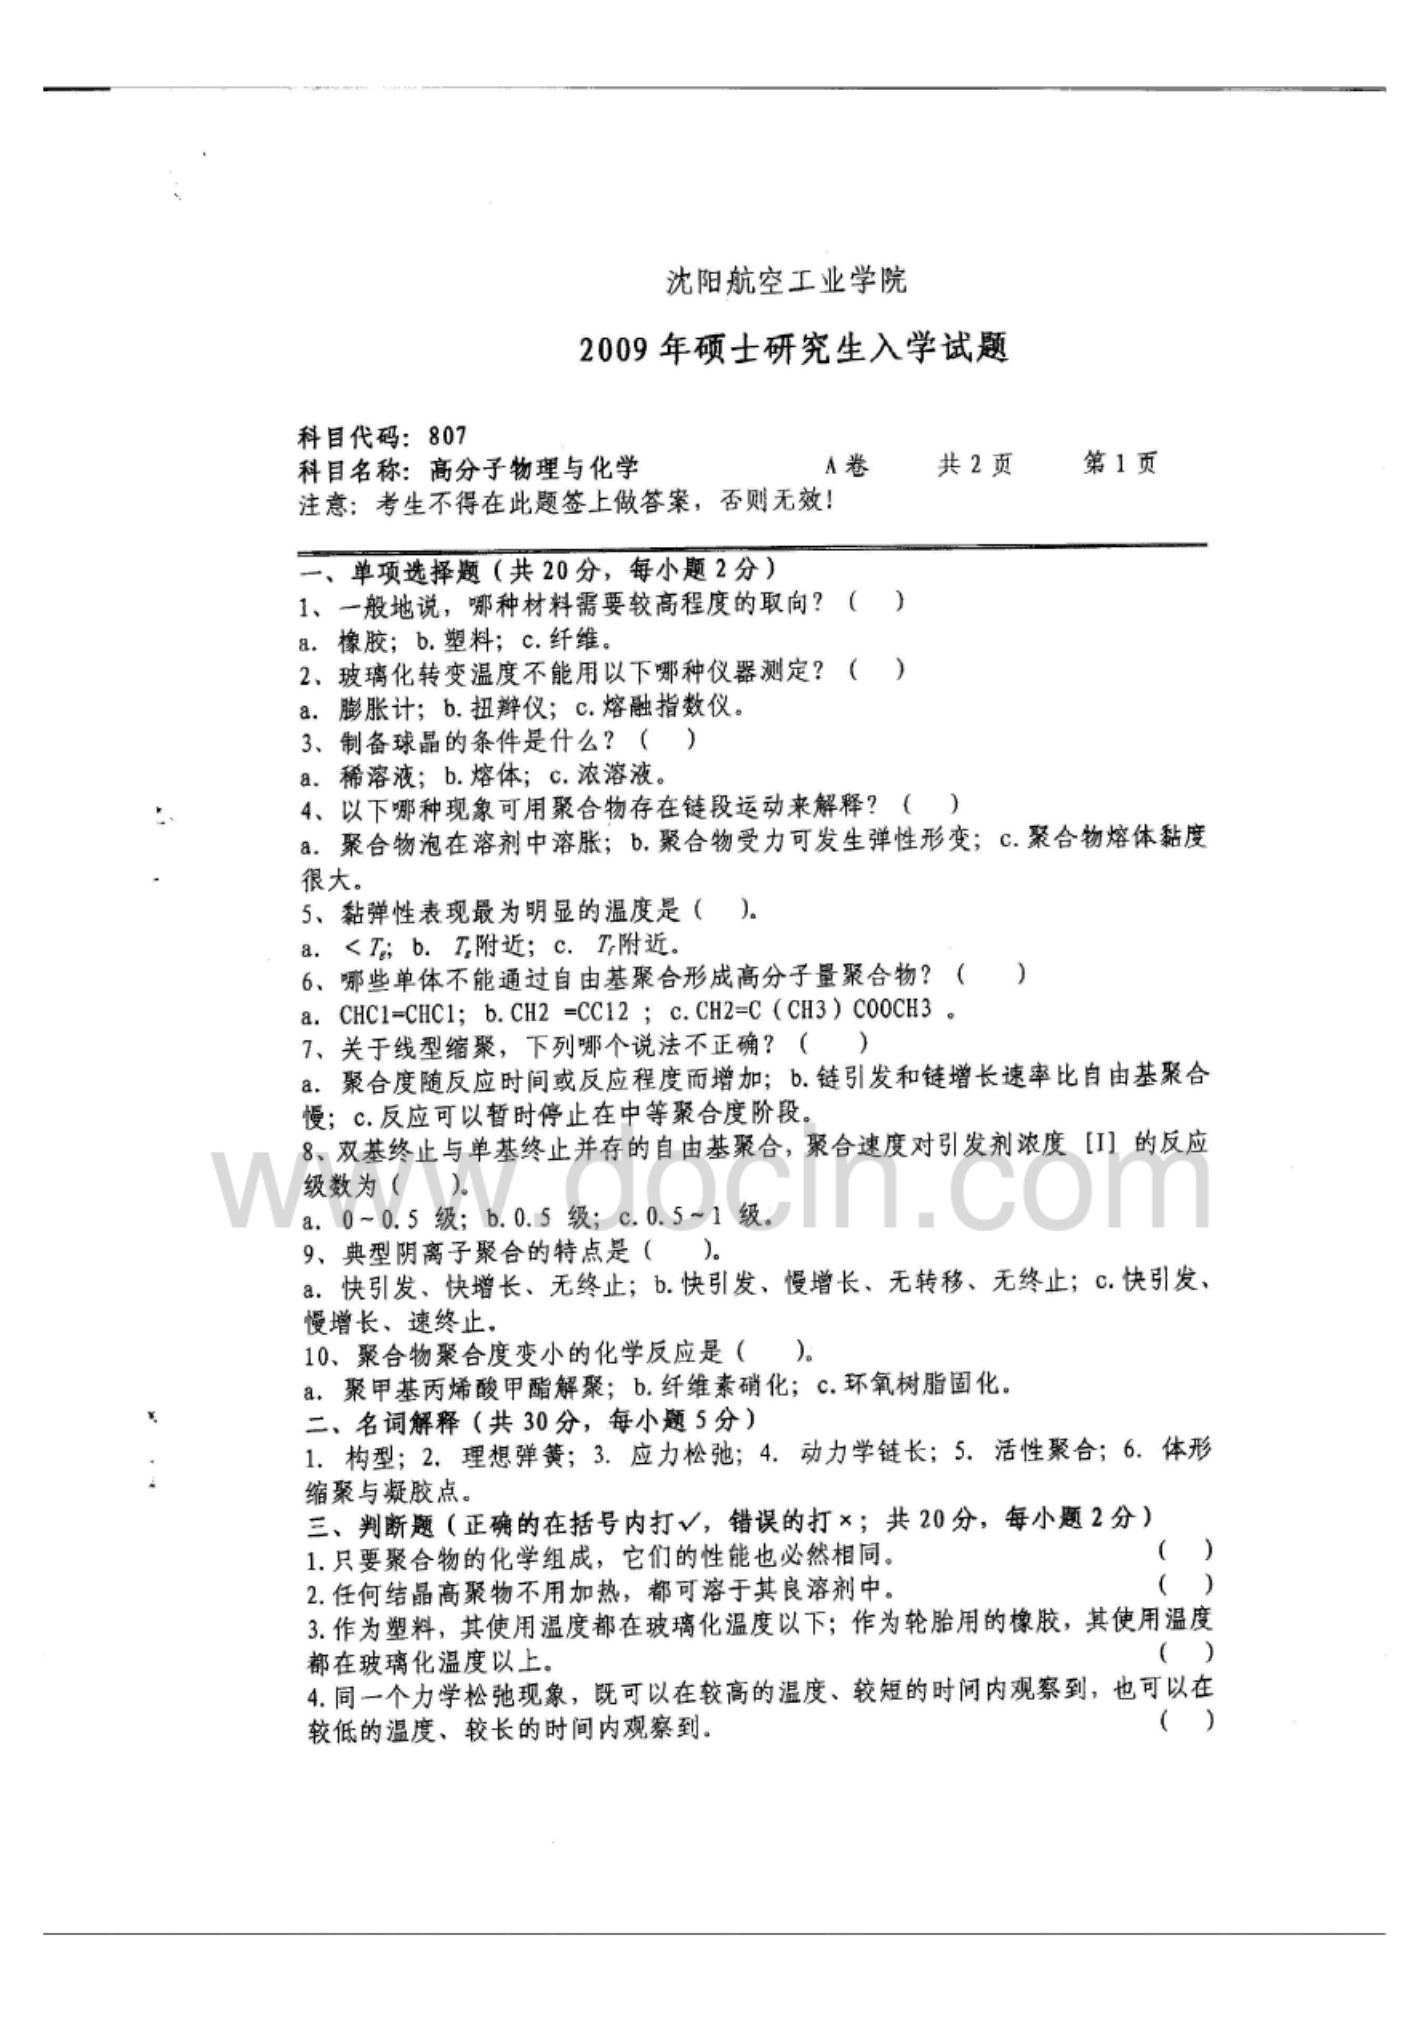 沈阳航空工业学院
2009 年硕士研究生入学试题
科目代码：807
科目名称：高分子物理与化学 A 卷 共 2 页 第 1 页
注意：考生不得在此题签上做答案，否则无效！
一、单项选择题（共 20 分，每小题 2 分）
1、一般地说，哪种材料需要较高程度的取向？（ ）
a. 橡胶；b. 塑料；c. 纤维。
2、玻璃化转变温度不能用以下哪种仪器测定？（ ）
a. 膨胀计；b. 扭辫仪；c. 熔融指数仪。
3、制备球晶的条件是什么？（ ）
a. 稀溶液；b. 熔体；c. 浓溶液。
4、以下哪种现象可用聚合物存在链段运动来解释？（ ）
a. 聚合物泡在溶剂中溶胀；b. 聚合物受力可发生弹性形变；c. 聚合物熔体黏度
很大。
5、黏弹性表现最为明显的温度是（ ）。
a. ＜Tg；b. Tg附近；c. Tf附近。
6、哪些单体不能通过自由基聚合形成高分子量聚合物？（ ）
a. CHCl=CHCl；b. CH2 =CCl2 ；c. CH2=C（CH3）COOCH3 。
7、关于线型缩聚，下列哪个说法不正确？（ ）
a. 聚合度随反应时间或反应程度而增加；b. 链引发和链增长速率比自由基聚合
慢；c. 反应可以暂时停止在中等聚合度阶段。
8、双基终止与单基终止并存的自由基聚合，聚合速度对引发剂浓度 [I] 的反应
级数为（ ）。
a. 0～0.5 级；b. 0.5 级；c. 0.5～1 级。
9、典型阴离子聚合的特点是（ ）。
a. 快引发、快增长、无终止；b. 快引发、慢增长、无转移、无终止；c. 快引发、
慢增长、速终止。
10、聚合物聚合度变小的化学反应是（ ）。
a. 聚甲基丙烯酸甲酯解聚；b. 纤维素硝化；c. 环氧树脂固化。
二、名词解释（共 30 分，每小题 5 分）
1. 构型；2. 理想弹簧；3. 应力松弛；4. 动力学链长；5. 活性聚合；6. 体形
缩聚与凝胶点。
三、判断题（正确的在括号内打✓，错误的打×；共 20 分，每小题 2 分）
1. 只要聚合物的化学组成，它们的性能也必然相同。 （ ）
2. 任何结晶高聚物不用加热，都可溶于其良溶剂中。 （ ）
3. 作为塑料，其使用温度都在玻璃化温度以下；作为轮胎用的橡胶，其使用温度
都在玻璃化温度以上。 （ ）
4. 同一个力学松弛现象，既可以在较高的温度、较短的时间内观察到，也可以在
较低的温度、较长的时间内观察到。 （ ）
www.docin.com